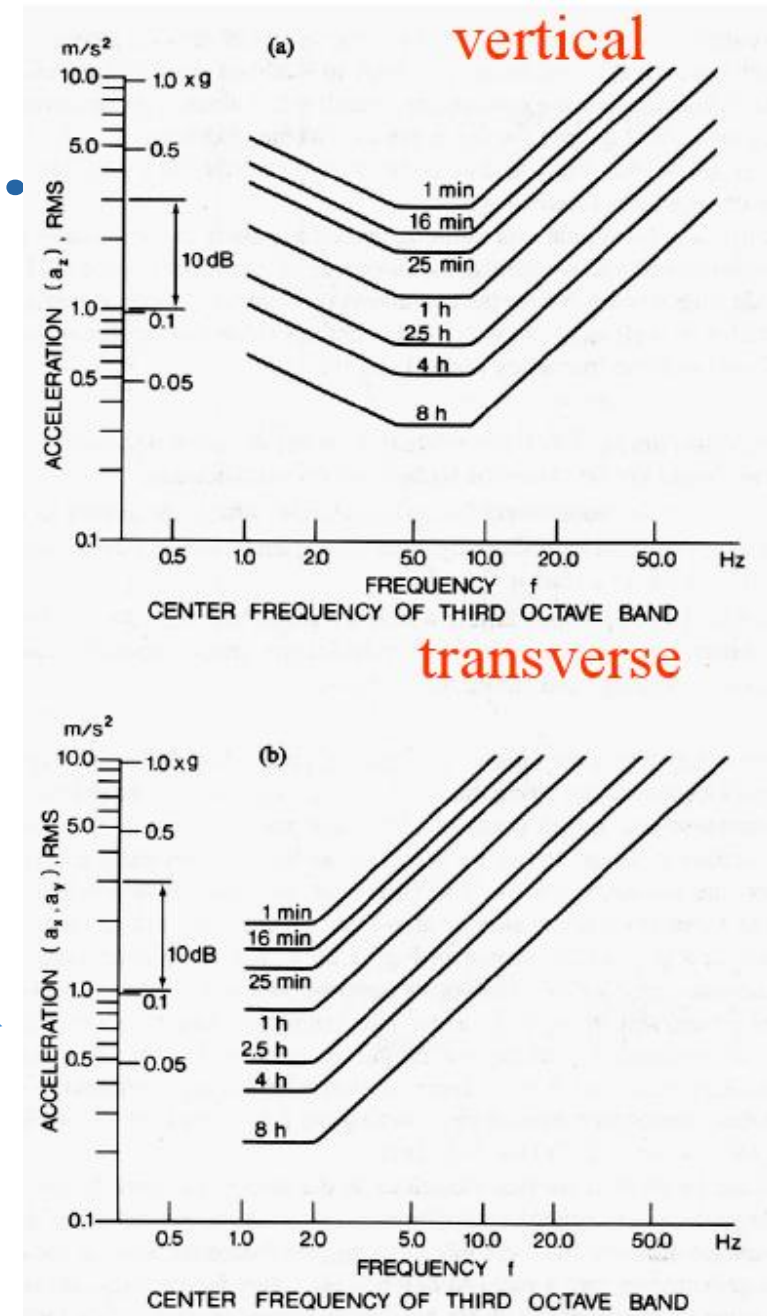 (a) vertical
m/s²
10.0 1.0 xg
5.0 0.5
1 min
16 min
10 dB 25 min
1.0 0.1 1 h
2.5 h
0.5 0.05 4 h
8 h
0.1
ACCELERATION (a_z), RMS
0.5 1.0 2.0 5.0 10.0 20.0 50.0 Hz
FREQUENCY f
CENTER FREQUENCY OF THIRD OCTAVE BAND
transverse
m/s²
(b)
10.0 1.0 xg
5.0 0.5
1 min
16 min
10dB 25 min
1.0 0.1 1 h
2.5 h
0.5 0.05 4 h
8 h
0.1
ACCELERATION (a_x, a_y), RMS
0.5 1.0 2.0 5.0 10.0 20.0 50.0 Hz
FREQUENCY f
CENTER FREQUENCY OF THIRD OCTAVE BAND